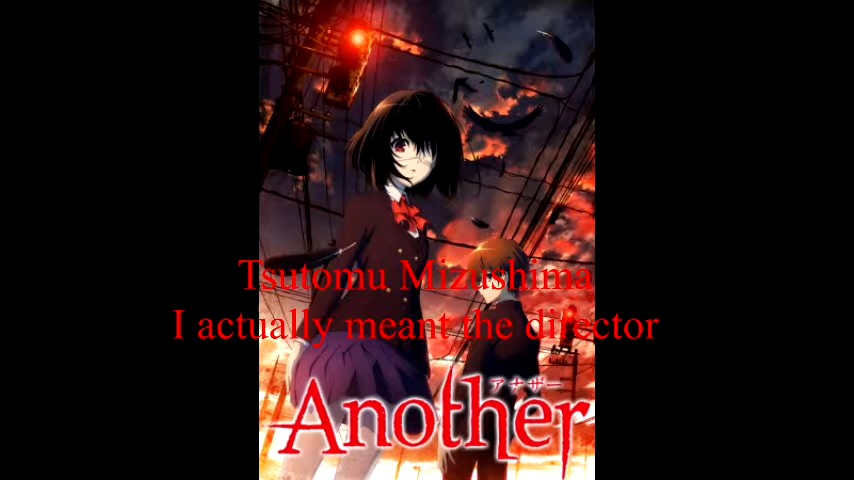 Tsutomu Mizushima
I actually meant the director
アナザー
Another